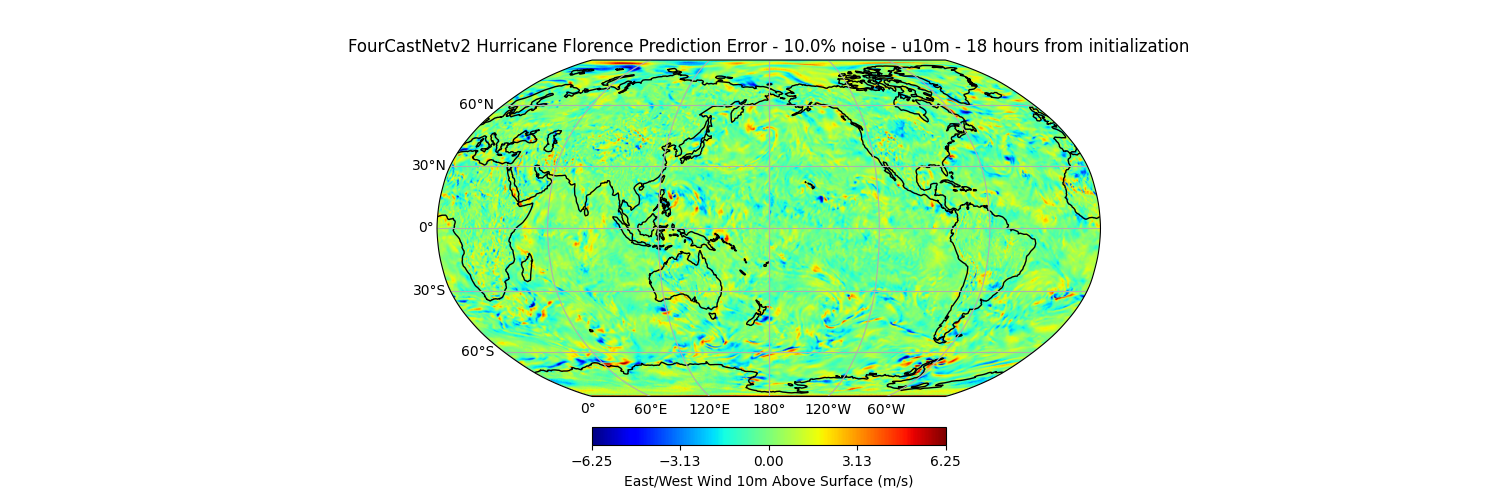 FourCastNetv2 Hurricane Florence Prediction Error - 10.0% noise - u10m - 18 hours from initialization
60°N
30°N
0°
30°S
60°S
0° 60°E 120°E 180° 120°W 60°W
−6.25 −3.13 0.00 3.13 6.25
East/West Wind 10m Above Surface (m/s)